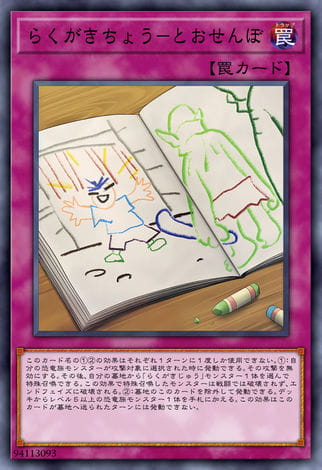 らくがきちょうーとおせんぼ
罠
トラップ
【罠カード】
このカード名の①②の効果はそれぞれ1ターンに1度しか使用できない。①:自
分の恐竜族モンスターが攻撃対象に選択された時に発動できる。その攻撃を無
効にする。その後、自分の墓地から「らくがきじゅう」モンスター1体を選んで
特殊召喚できる。この効果で特殊召喚したモンスターは戦闘では破壊されず、エ
ンドフェイズに破壊される。②:墓地のこのカードを除外して発動できる。デッ
キからレベル5以上の恐竜族モンスター1体を手札に加える。この効果はこの
カードが墓地へ送られたターンには発動できない。
94113093